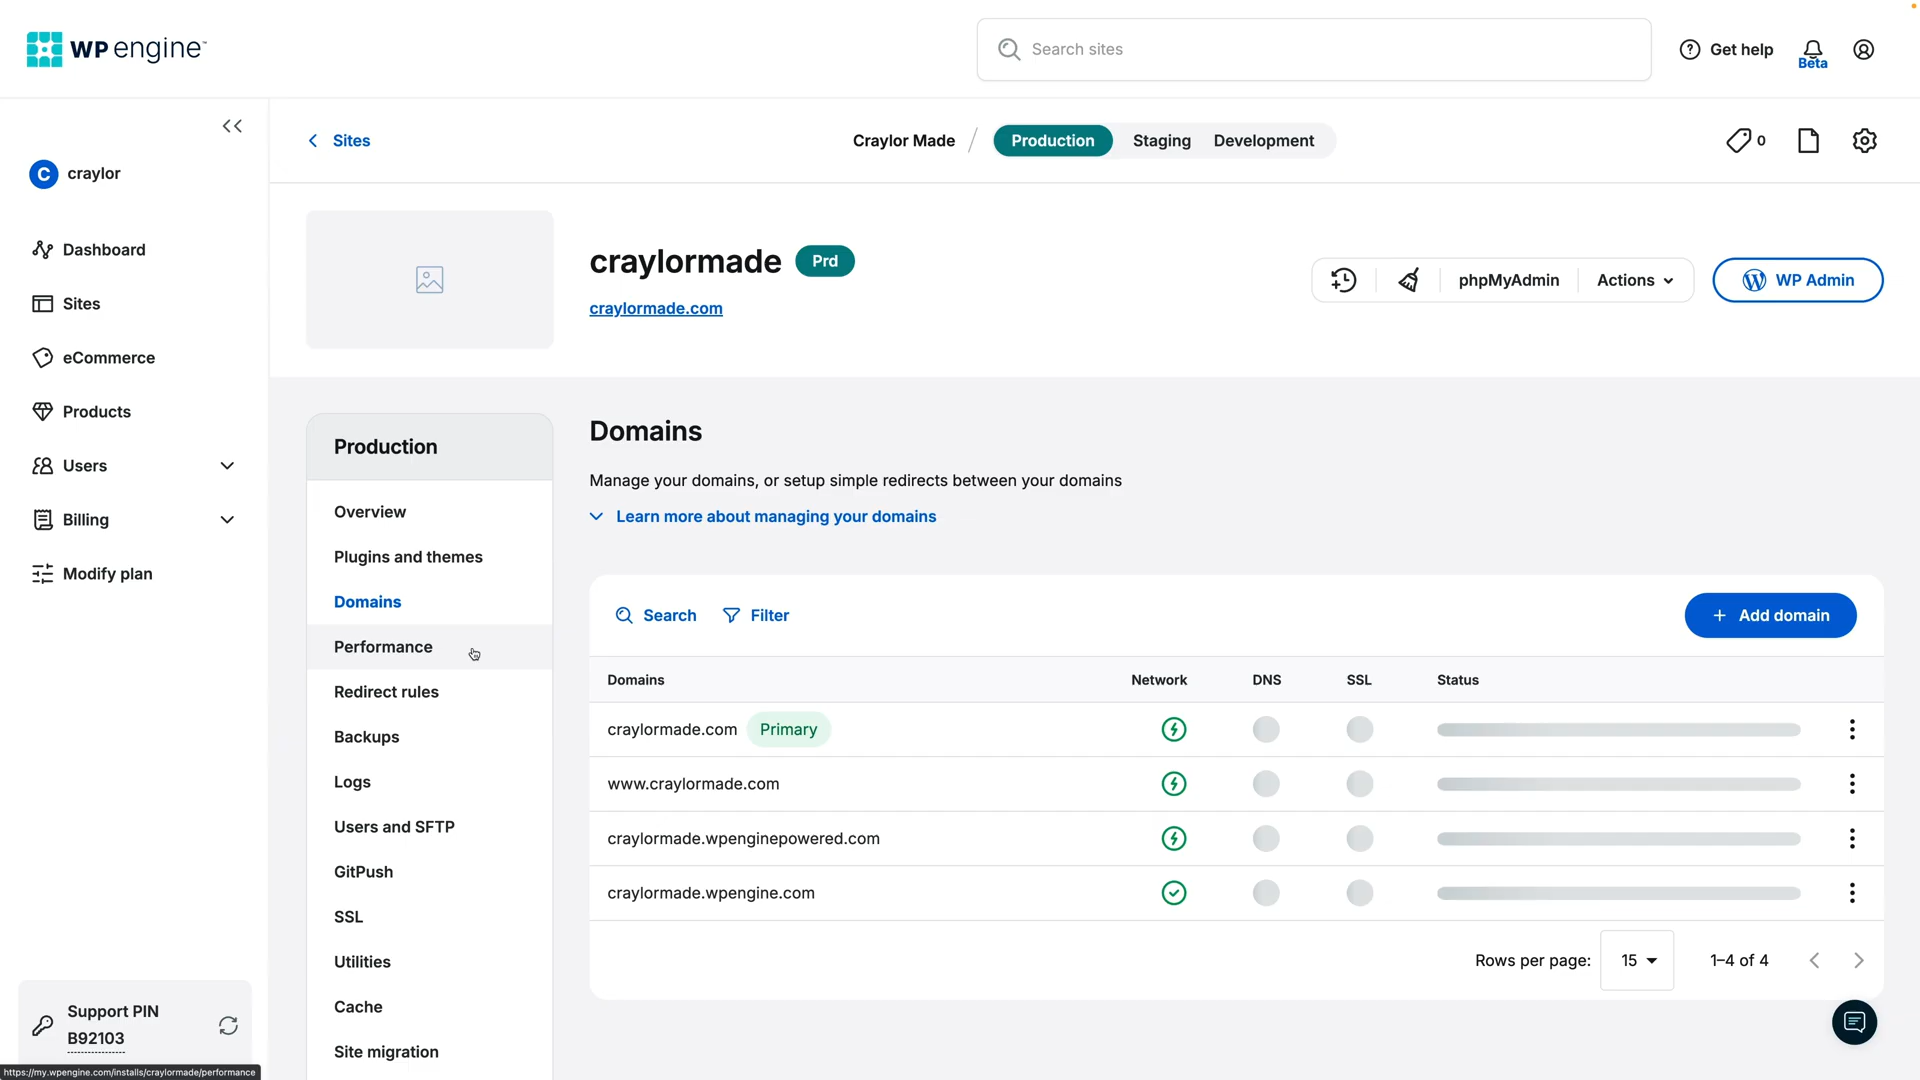 WP engine™
Search sites
Get help
Beta
C craylor
Sites
Craylor Made / Production Staging Development
0
Dashboard
Sites
eCommerce
Products
Users
Billing
Modify plan
craylormade Prd
craylormade.com
phpMyAdmin
Actions
WP Admin
Production
Overview
Plugins and themes
Domains
Performance
Redirect rules
Backups
Logs
Users and SFTP
GitPush
SSL
Utilities
Cache
Site migration
Domains
Manage your domains, or setup simple redirects between your domains
Learn more about managing your domains
Search
Filter
+ Add domain
Domains Network DNS SSL Status
craylormade.com Primary
www.craylormade.com
craylormade.wpenginepowered.com
craylormade.wpengine.com
Rows per page: 15 1–4 of 4
Support PIN
B92103
https://my.wpengine.com/installs/craylormade/performance